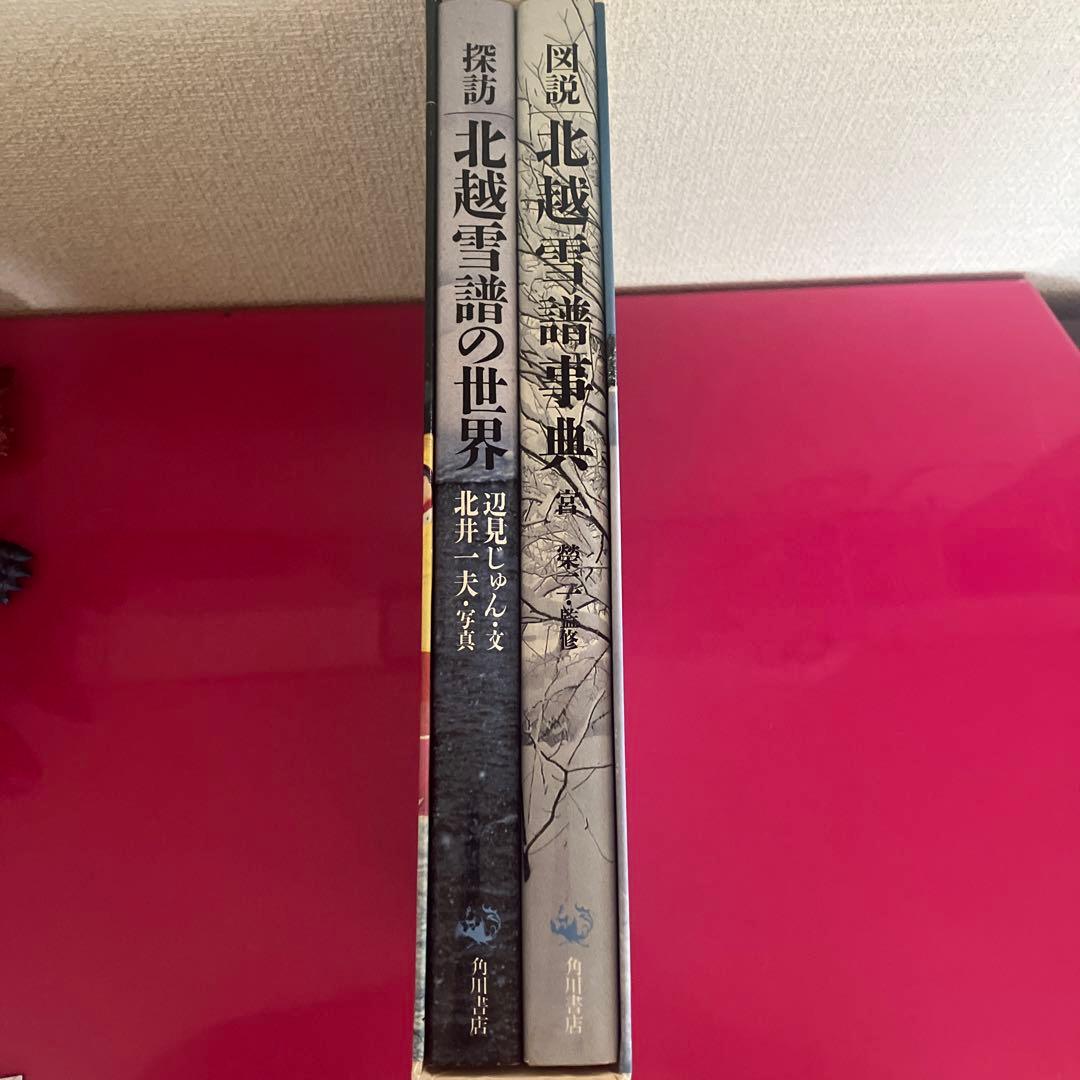 図説
北越雪譜事典
宮 榮二・監修
角川書店
探訪
北越雪譜の世界
辺見じゅん・文
北井一夫・写真
角川書店